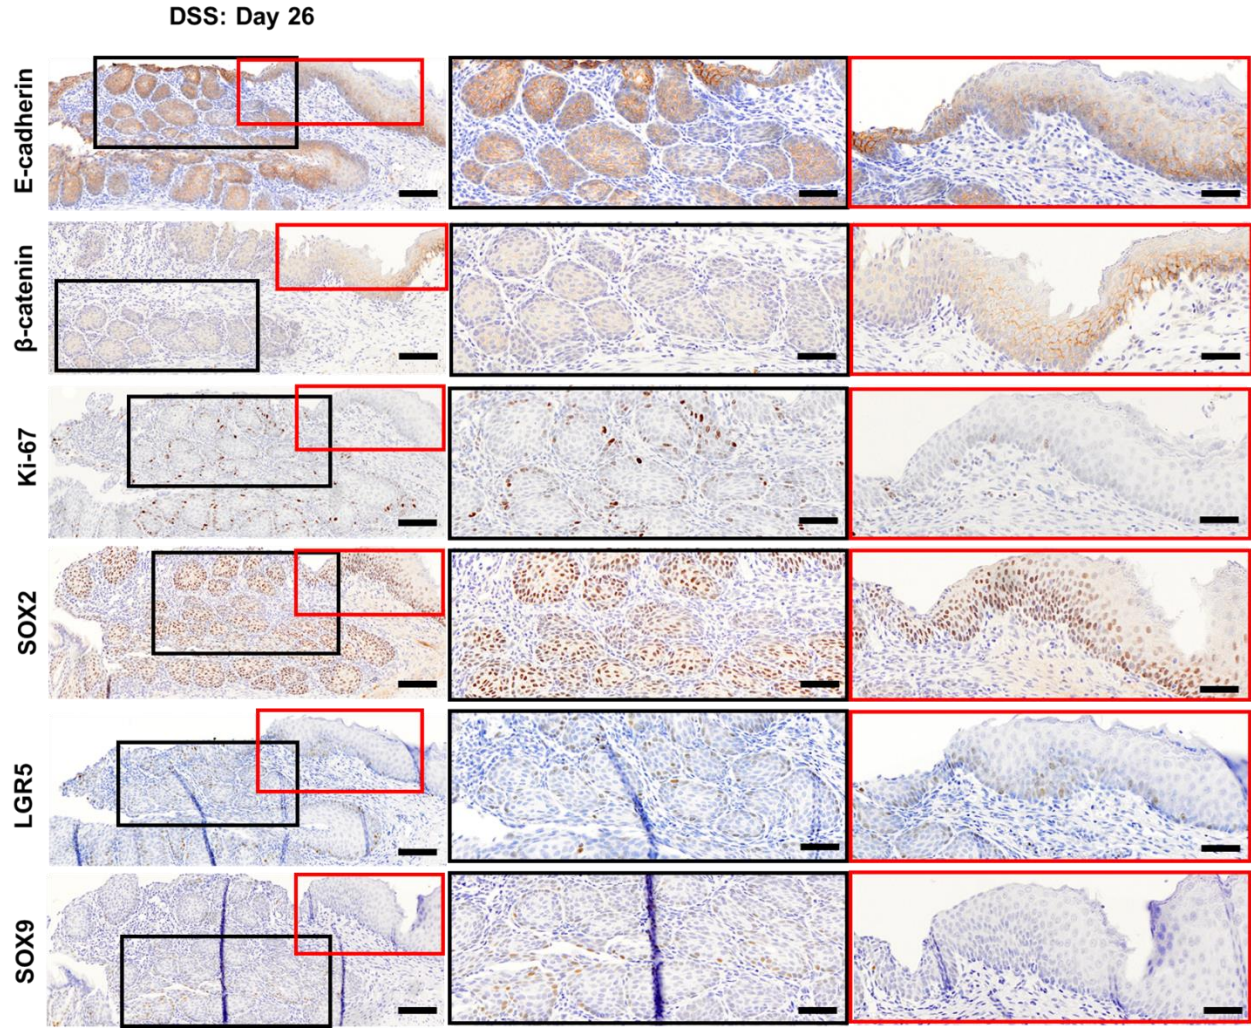 DSS: Day 26
E-cadherin
β-catenin
Ki-67
SOX2
LGR5
SOX9